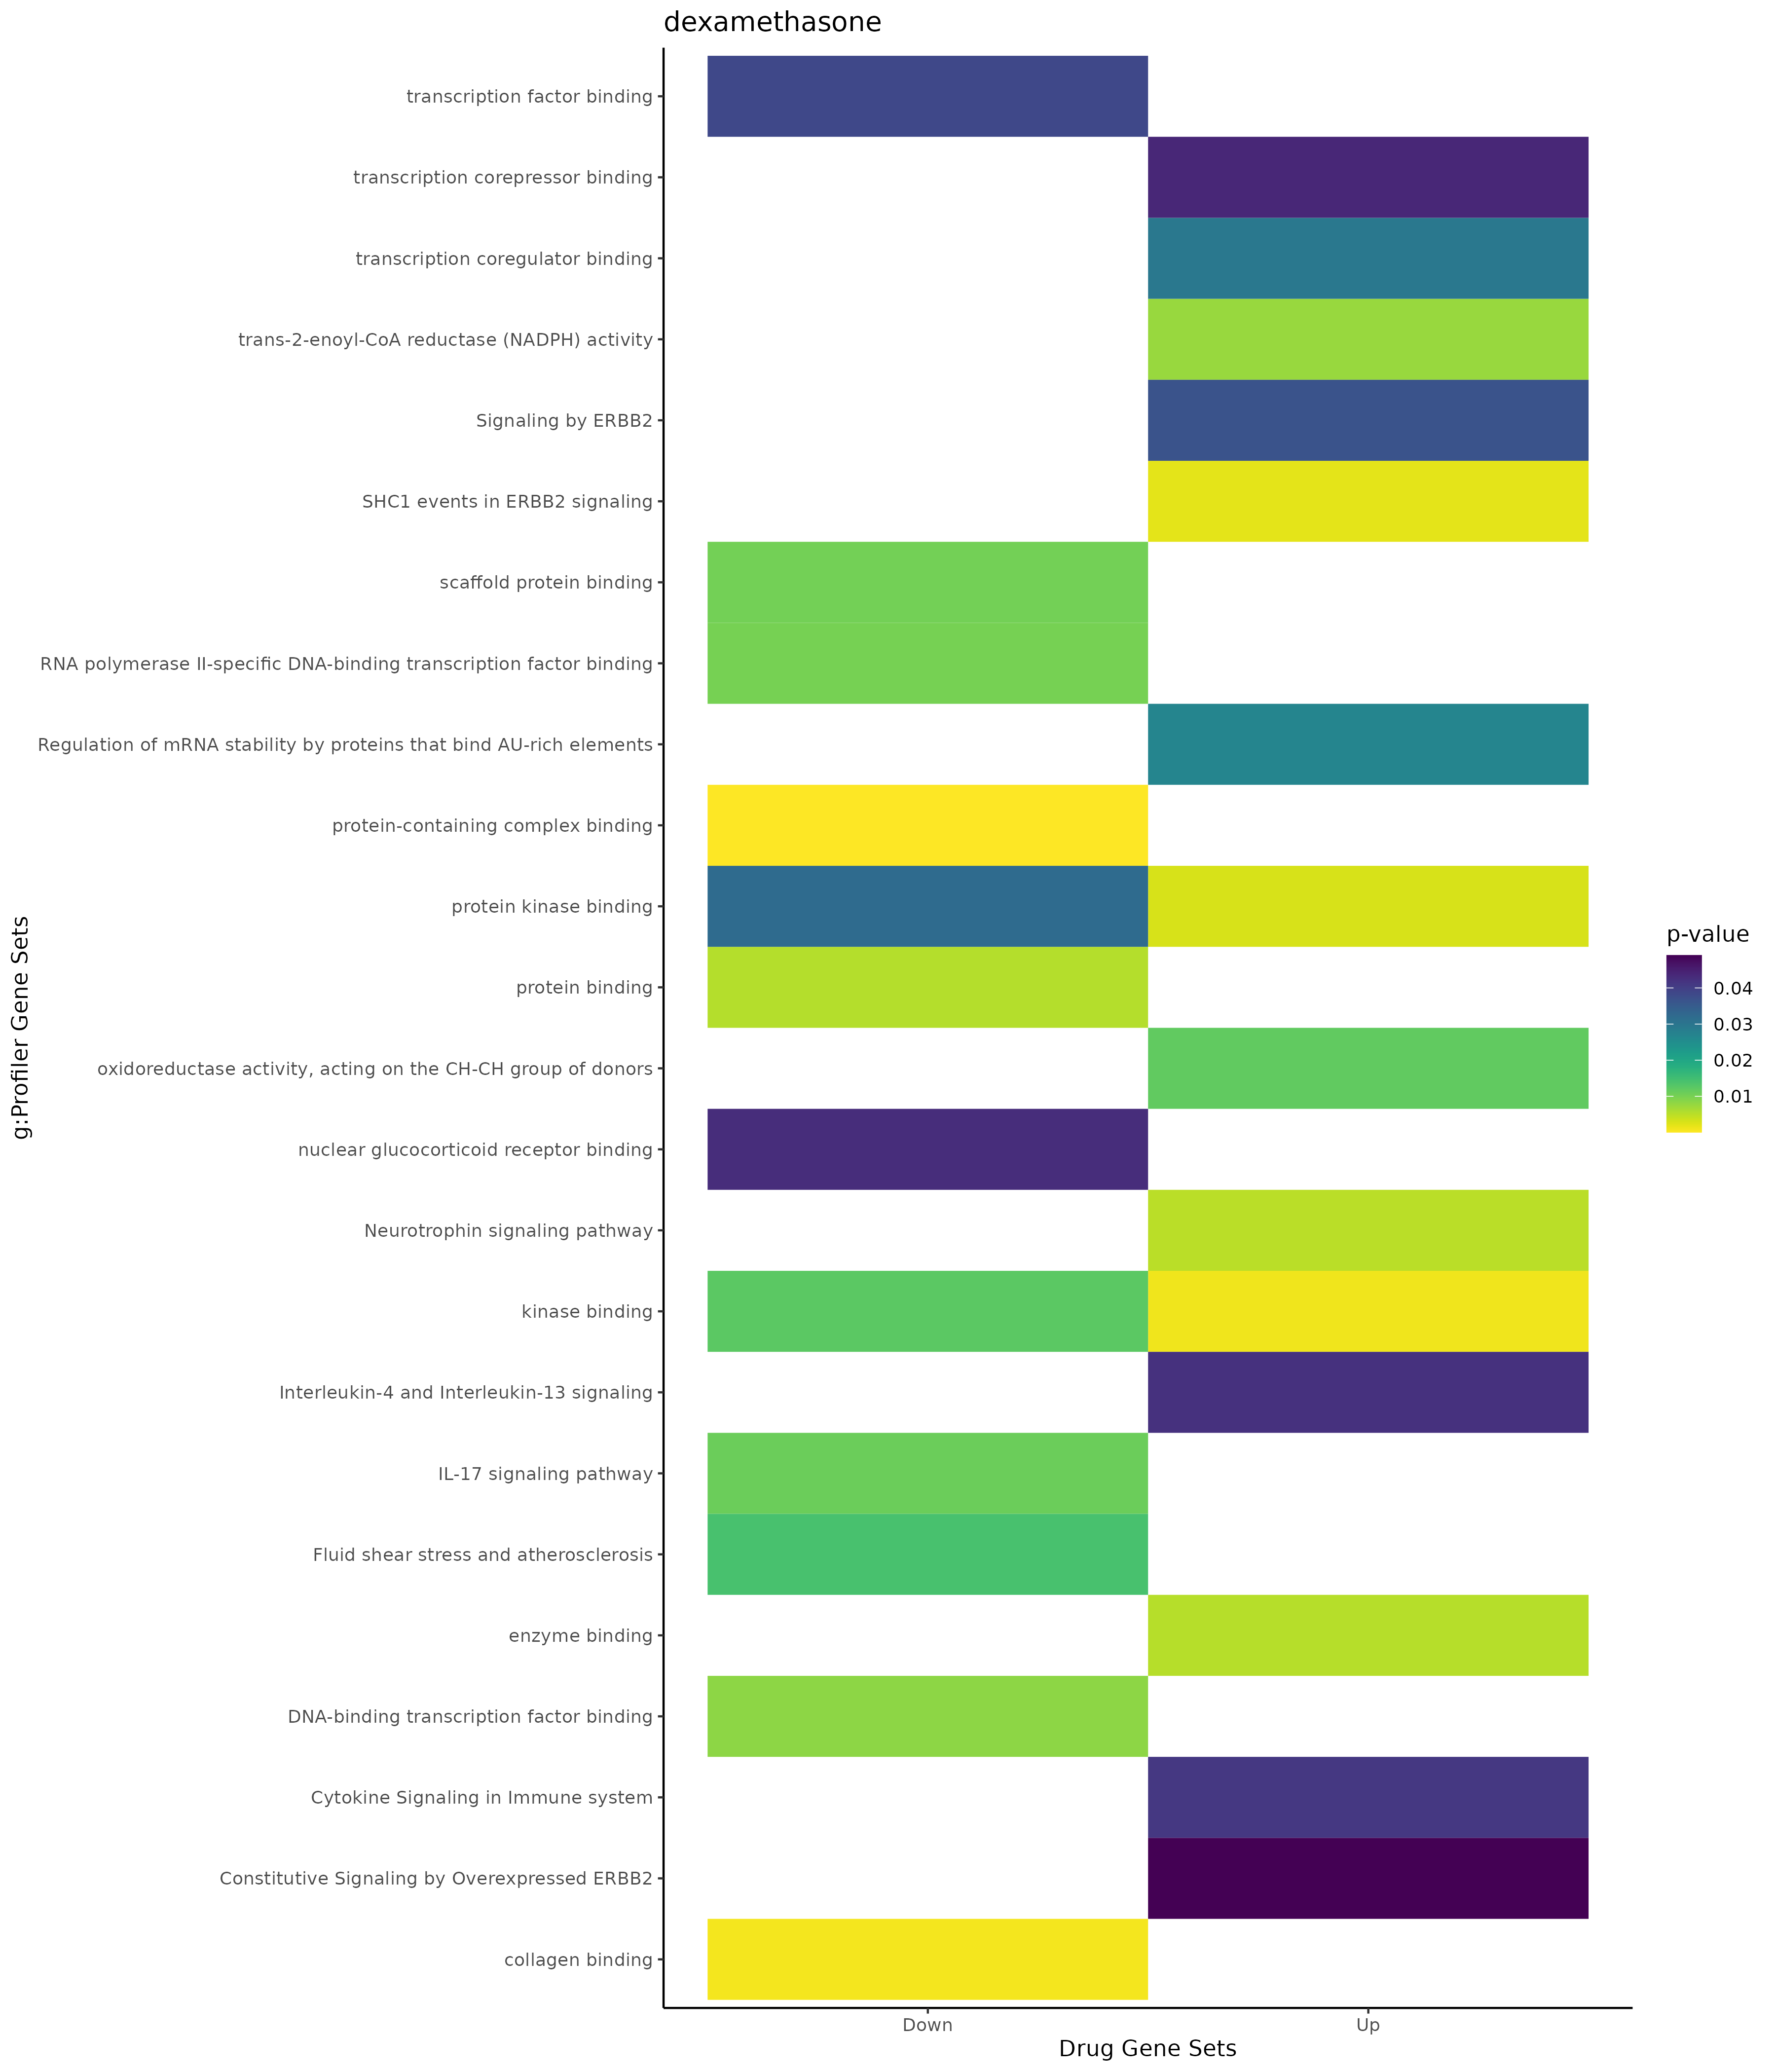 dexamethasone
transcription factor binding
transcription corepressor binding
transcription coregulator binding
trans-2-enoyl-CoA reductase (NADPH) activity
Signaling by ERBB2
SHC1 events in ERBB2 signaling
scaffold protein binding
RNA polymerase II-specific DNA-binding transcription factor binding
Regulation of mRNA stability by proteins that bind AU-rich elements
protein-containing complex binding
protein kinase binding
protein binding
oxidoreductase activity, acting on the CH-CH group of donors
nuclear glucocorticoid receptor binding
Neurotrophin signaling pathway
kinase binding
Interleukin-4 and Interleukin-13 signaling
IL-17 signaling pathway
Fluid shear stress and atherosclerosis
enzyme binding
DNA-binding transcription factor binding
Cytokine Signaling in Immune system
Constitutive Signaling by Overexpressed ERBB2
collagen binding
g:Profiler Gene Sets
Down
Up
Drug Gene Sets
p-value
0.04
0.03
0.02
0.01